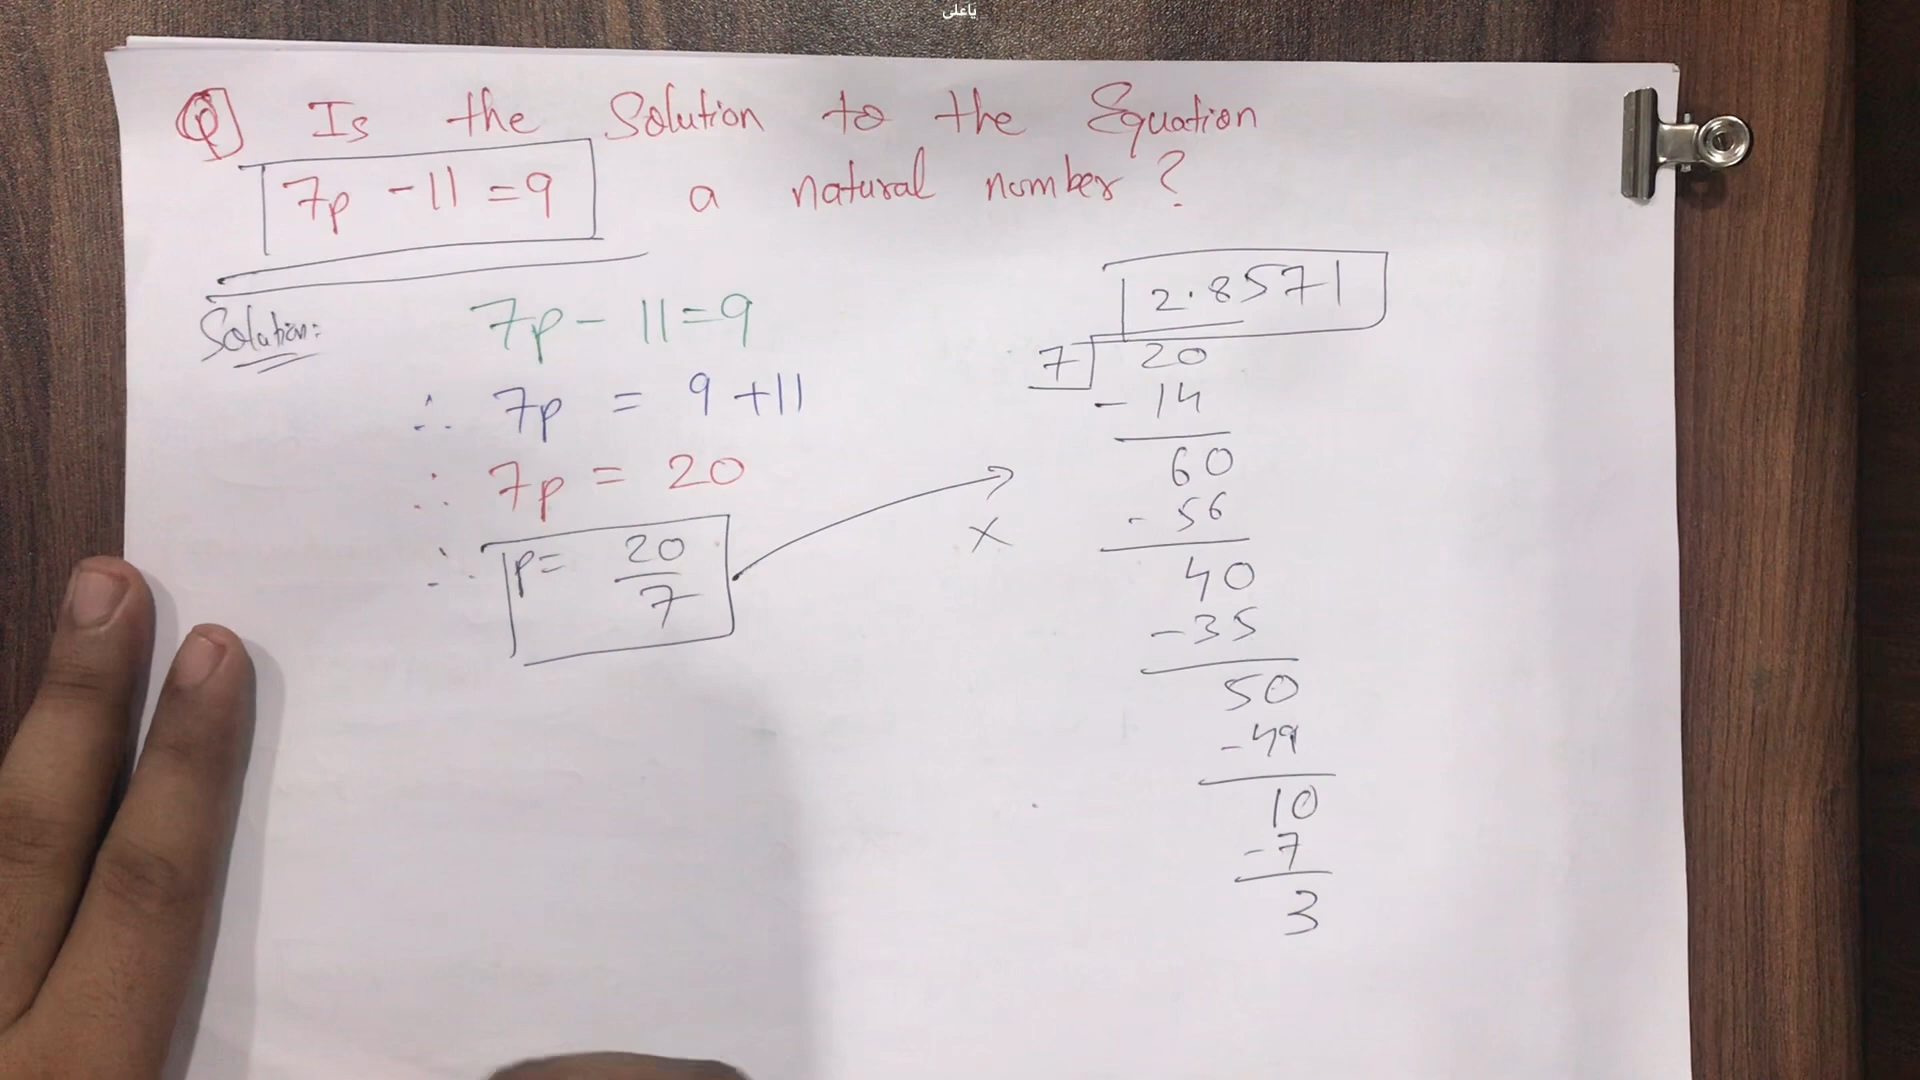 ياعلى
Q] Is the Solution to the Equation
7p - 11 = 9 a natural number?
Solution:
7p - 11 = 9
∴ 7p = 9 + 11
∴ 7p = 20
∴ p = 20/7
x
2.8571
7 20
- 14
60
- 56
40
- 35
50
- 49
10
- 7
3